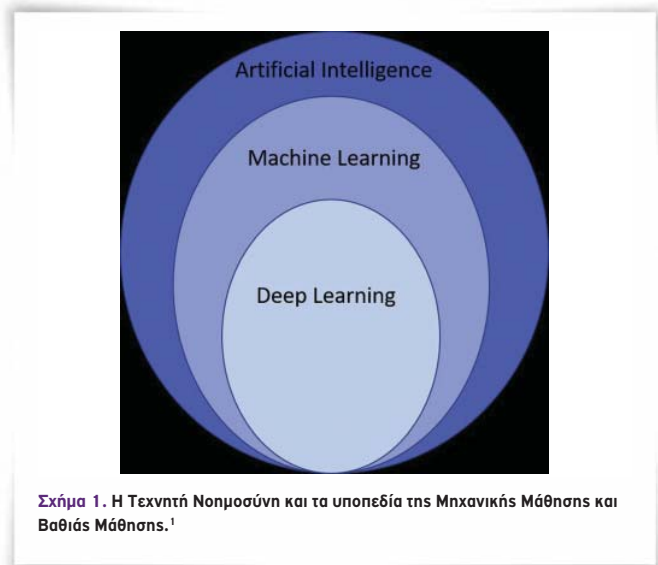 Artificial Intelligence
Machine Learning
Deep Learning
Σχήμα 1. Η Τεχνητή Νοημοσύνη και τα υποπεδία της Μηχανικής Μάθησης και
Βαθιάς Μάθησης.¹